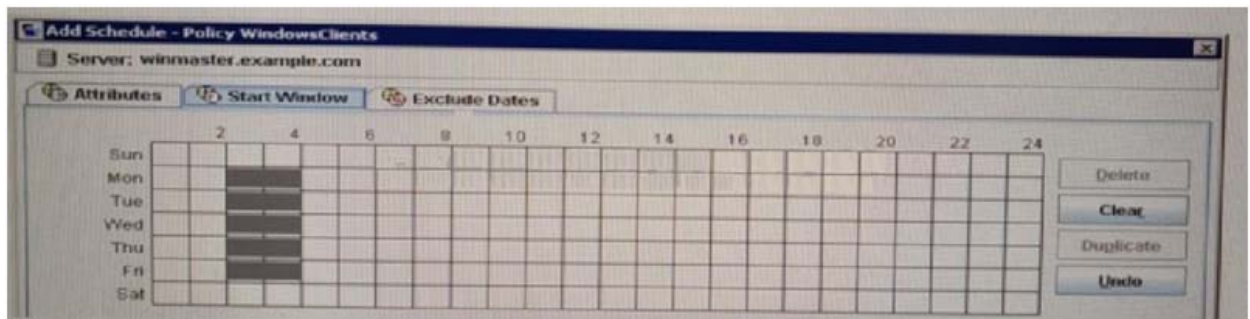 Add Schedule - Policy WindowsClients
Server: winmaster.example.com
Attributes Start Window Exclude Dates
2 4 6 8 10 12 14 16 18 20 22 24
Sun
Mon
Tue
Wed
Thu
Fri
Sat
Delete
Clear
Duplicate
Undo